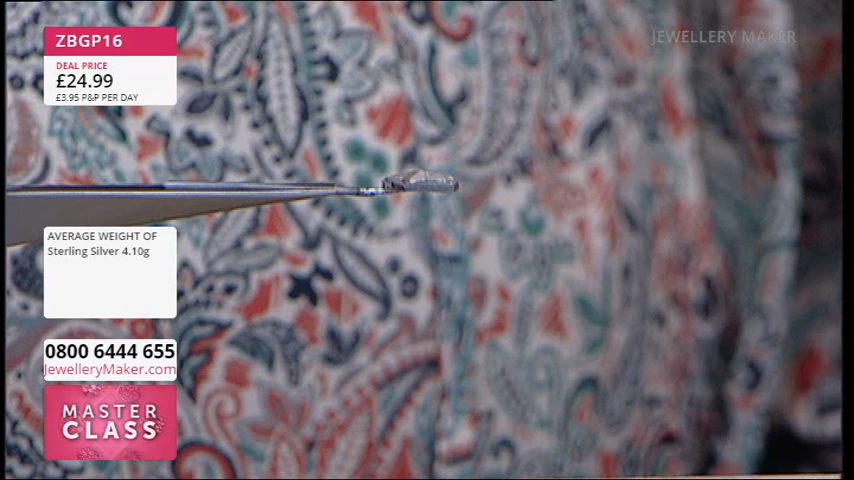 ZBGP16
DEAL PRICE
£24.99
£3.95 P&P PER DAY
JEWELLERY MAKER
AVERAGE WEIGHT OF
Sterling Silver 4.10g
0800 6444 655
JewelleryMaker.com
MASTER
CLASS